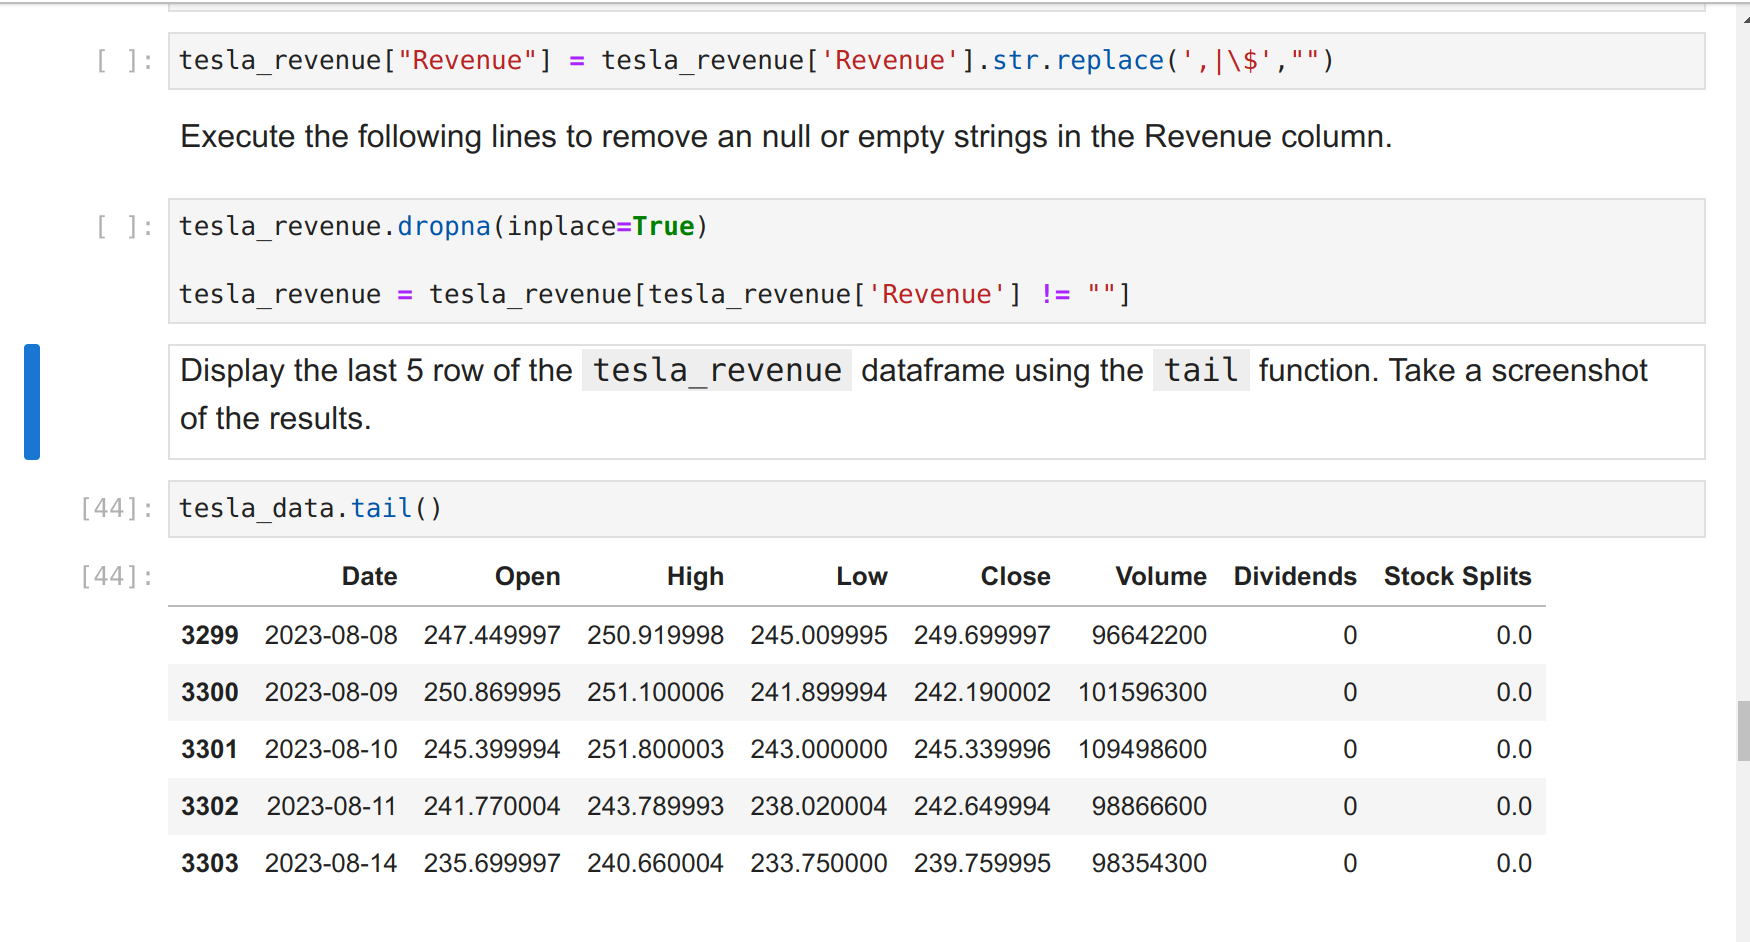 [ ]: tesla_revenue["Revenue"] = tesla_revenue['Revenue'].str.replace(',|\$',"")
Execute the following lines to remove an null or empty strings in the Revenue column.
[ ]: tesla_revenue.dropna(inplace=True)
tesla_revenue = tesla_revenue[tesla_revenue['Revenue'] != ""]
Display the last 5 row of the tesla_revenue dataframe using the tail function. Take a screenshot
of the results.
[44]: tesla_data.tail()
[44]: Date Open High Low Close Volume Dividends Stock Splits
3299 2023-08-08 247.449997 250.919998 245.009995 249.699997 96642200 0 0.0
3300 2023-08-09 250.869995 251.100006 241.899994 242.190002 101596300 0 0.0
3301 2023-08-10 245.399994 251.800003 243.000000 245.339996 109498600 0 0.0
3302 2023-08-11 241.770004 243.789993 238.020004 242.649994 98866600 0 0.0
3303 2023-08-14 235.699997 240.660004 233.750000 239.759995 98354300 0 0.0